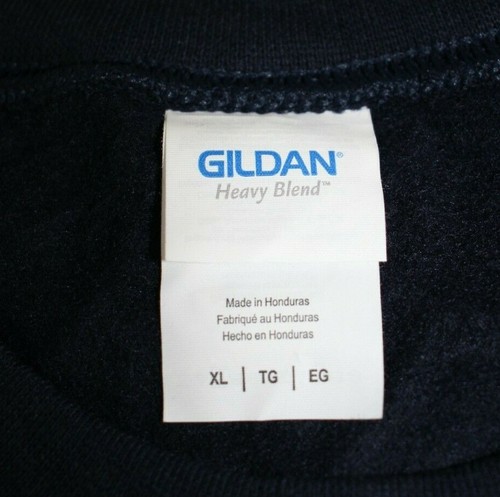 GILDAN®
Heavy Blend™
Made in Honduras
Fabriqué au Honduras
Hecho en Honduras
XL | TG | EG